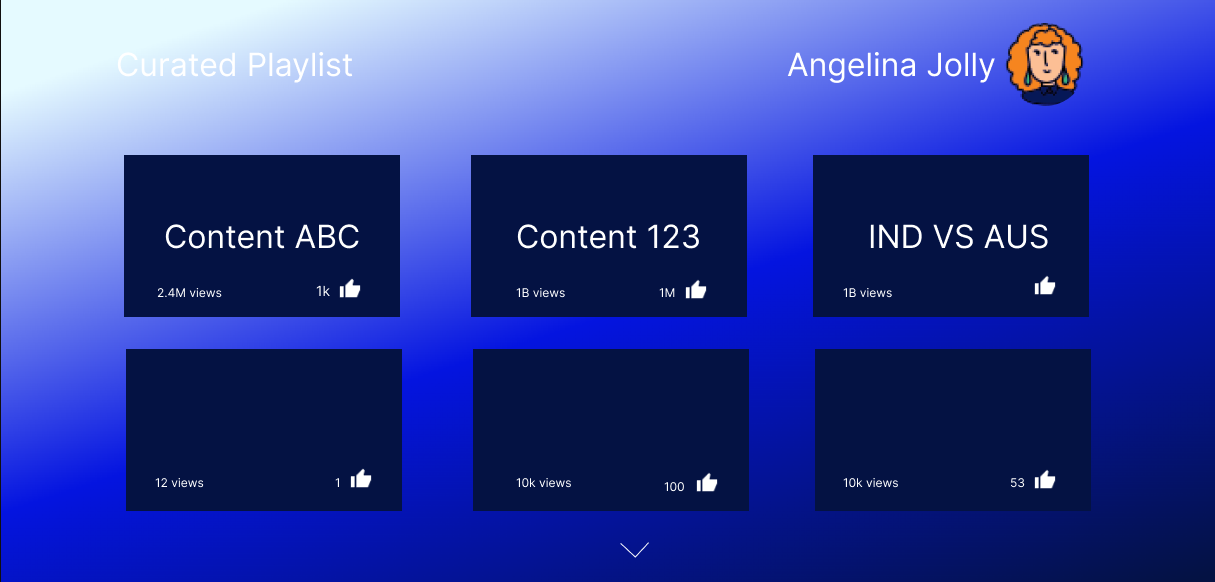 Curated Playlist
Angelina Jolly
Content ABC
2.4M views
1k
Content 123
1B views
1M
IND VS AUS
1B views
12 views
1
10k views
100
10k views
53